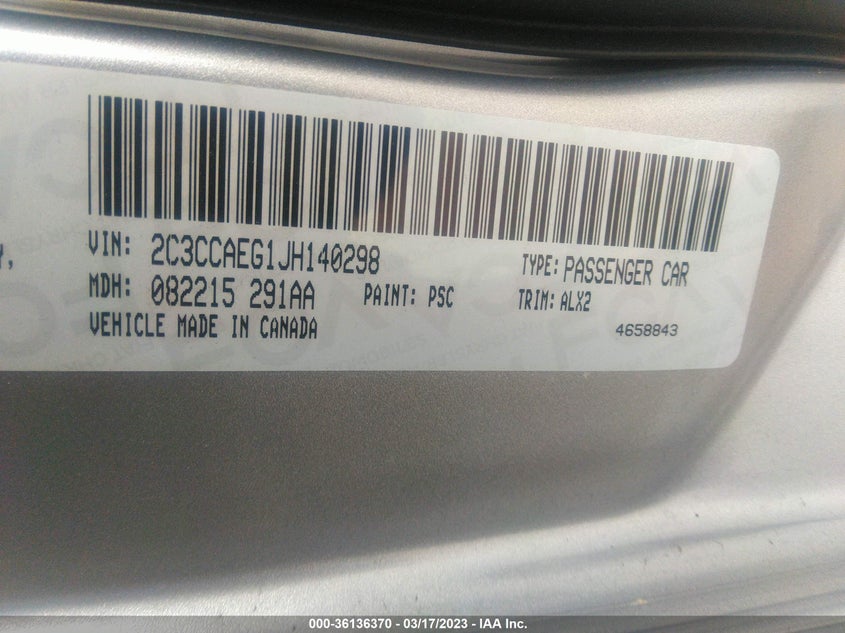 Y,
VIN: 2C3CCAEG1JH140298 TYPE: PASSENGER CAR
MDH: 082215 291AA PAINT: PSC TRIM: ALX2
VEHICLE MADE IN CANADA 4658843
000-36136370 - 03/17/2023 - IAA Inc.